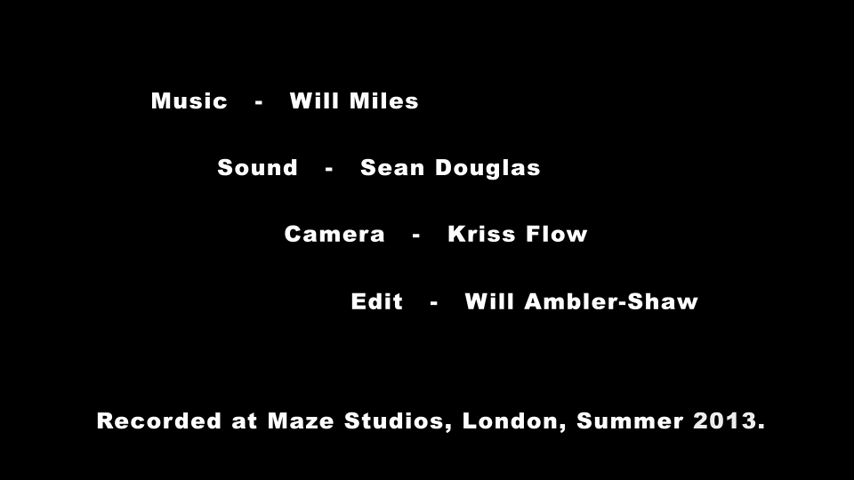 Music - Will Miles
Sound - Sean Douglas
Camera - Kriss Flow
Edit - Will Ambler-Shaw
Recorded at Maze Studios, London, Summer 2013.